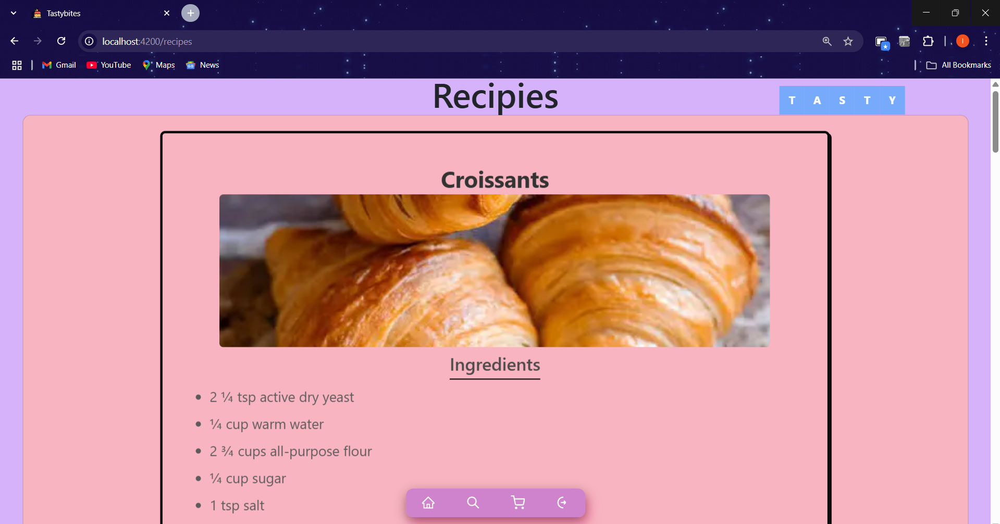 Tastybites
localhost:4200/recipes
Gmail YouTube Maps News All Bookmarks
Recipies
T A S T Y
Croissants
Ingredients
• 2 ¼ tsp active dry yeast
• ¼ cup warm water
• 2 ¾ cups all-purpose flour
• ¼ cup sugar
• 1 tsp salt